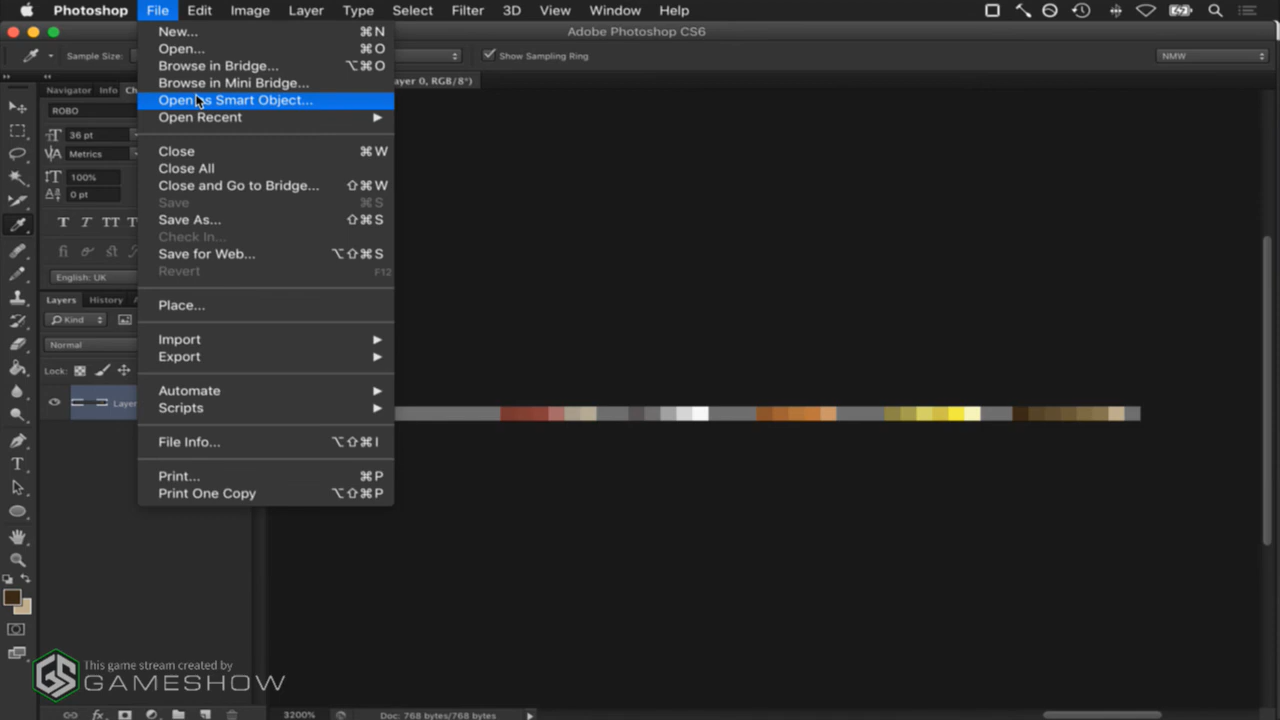 Photoshop File Edit Image Layer Type Select Filter 3D View Window Help
Adobe Photoshop CS6
Sample Size:
Show Sampling Ring
NMW
ayer 0, RGB/8*)
Navigator Info Ch
ROBO
36 pt
Metrics
100%
0 pt
English: UK
Layers History
Kind
Normal
Lock:
Layer
New... ⌘N
Open... ⌘O
Browse in Bridge... ⌥⌘O
Browse in Mini Bridge...
Open as Smart Object...
Open Recent
Close ⌘W
Close All
Close and Go to Bridge... ⇧⌘W
Save ⌘S
Save As... ⇧⌘S
Check In...
Save for Web... ⌥⇧⌘S
Revert F12
Place...
Import
Export
Automate
Scripts
File Info... ⌥⇧⌘I
Print... ⌘P
Print One Copy ⌥⇧⌘P
This game stream created by
GAMESHOW
3200% Doc: 768 bytes/768 bytes